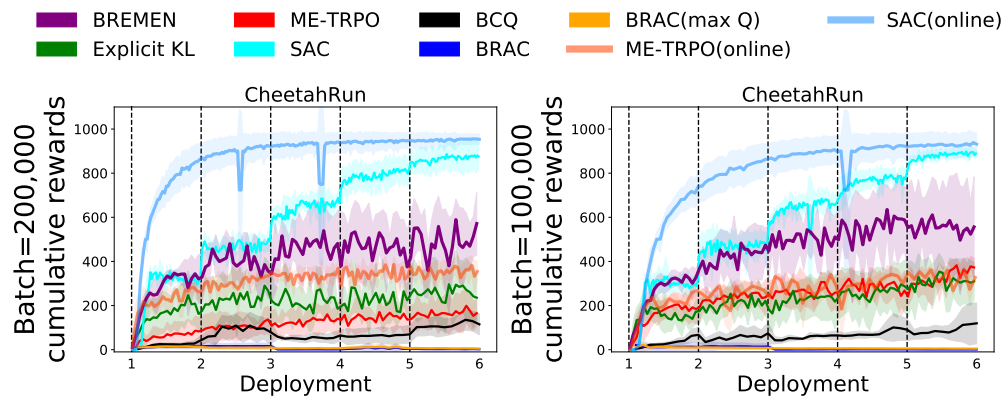 BREMEN ME-TRPO BCQ BRAC(max Q) SAC(online)
Explicit KL SAC BRAC ME-TRPO(online)
CheetahRun
Batch=200,000
cumulative rewards
1000
800
600
400
200
0
1 2 3 4 5 6
Deployment
CheetahRun
Batch=100,000
cumulative rewards
1000
800
600
400
200
0
1 2 3 4 5 6
Deployment